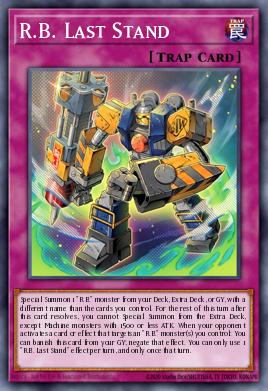 R.B. Last Stand
TRAP
罠
[Trap Card]
Special Summon 1 "R.B." monster from your Deck, Extra Deck, or GY, with a
different name than the cards you control. For the rest of this turn after
this card resolves, you cannot Special Summon from the Extra Deck,
except Machine monsters with 1500 or less ATK. When your opponent
activates a card or effect that targets an "R.B." monster(s) you control: You
can banish this card from your GY; negate that effect. You can only use 1
"R.B. Last Stand" effect per turn, and only once that turn.